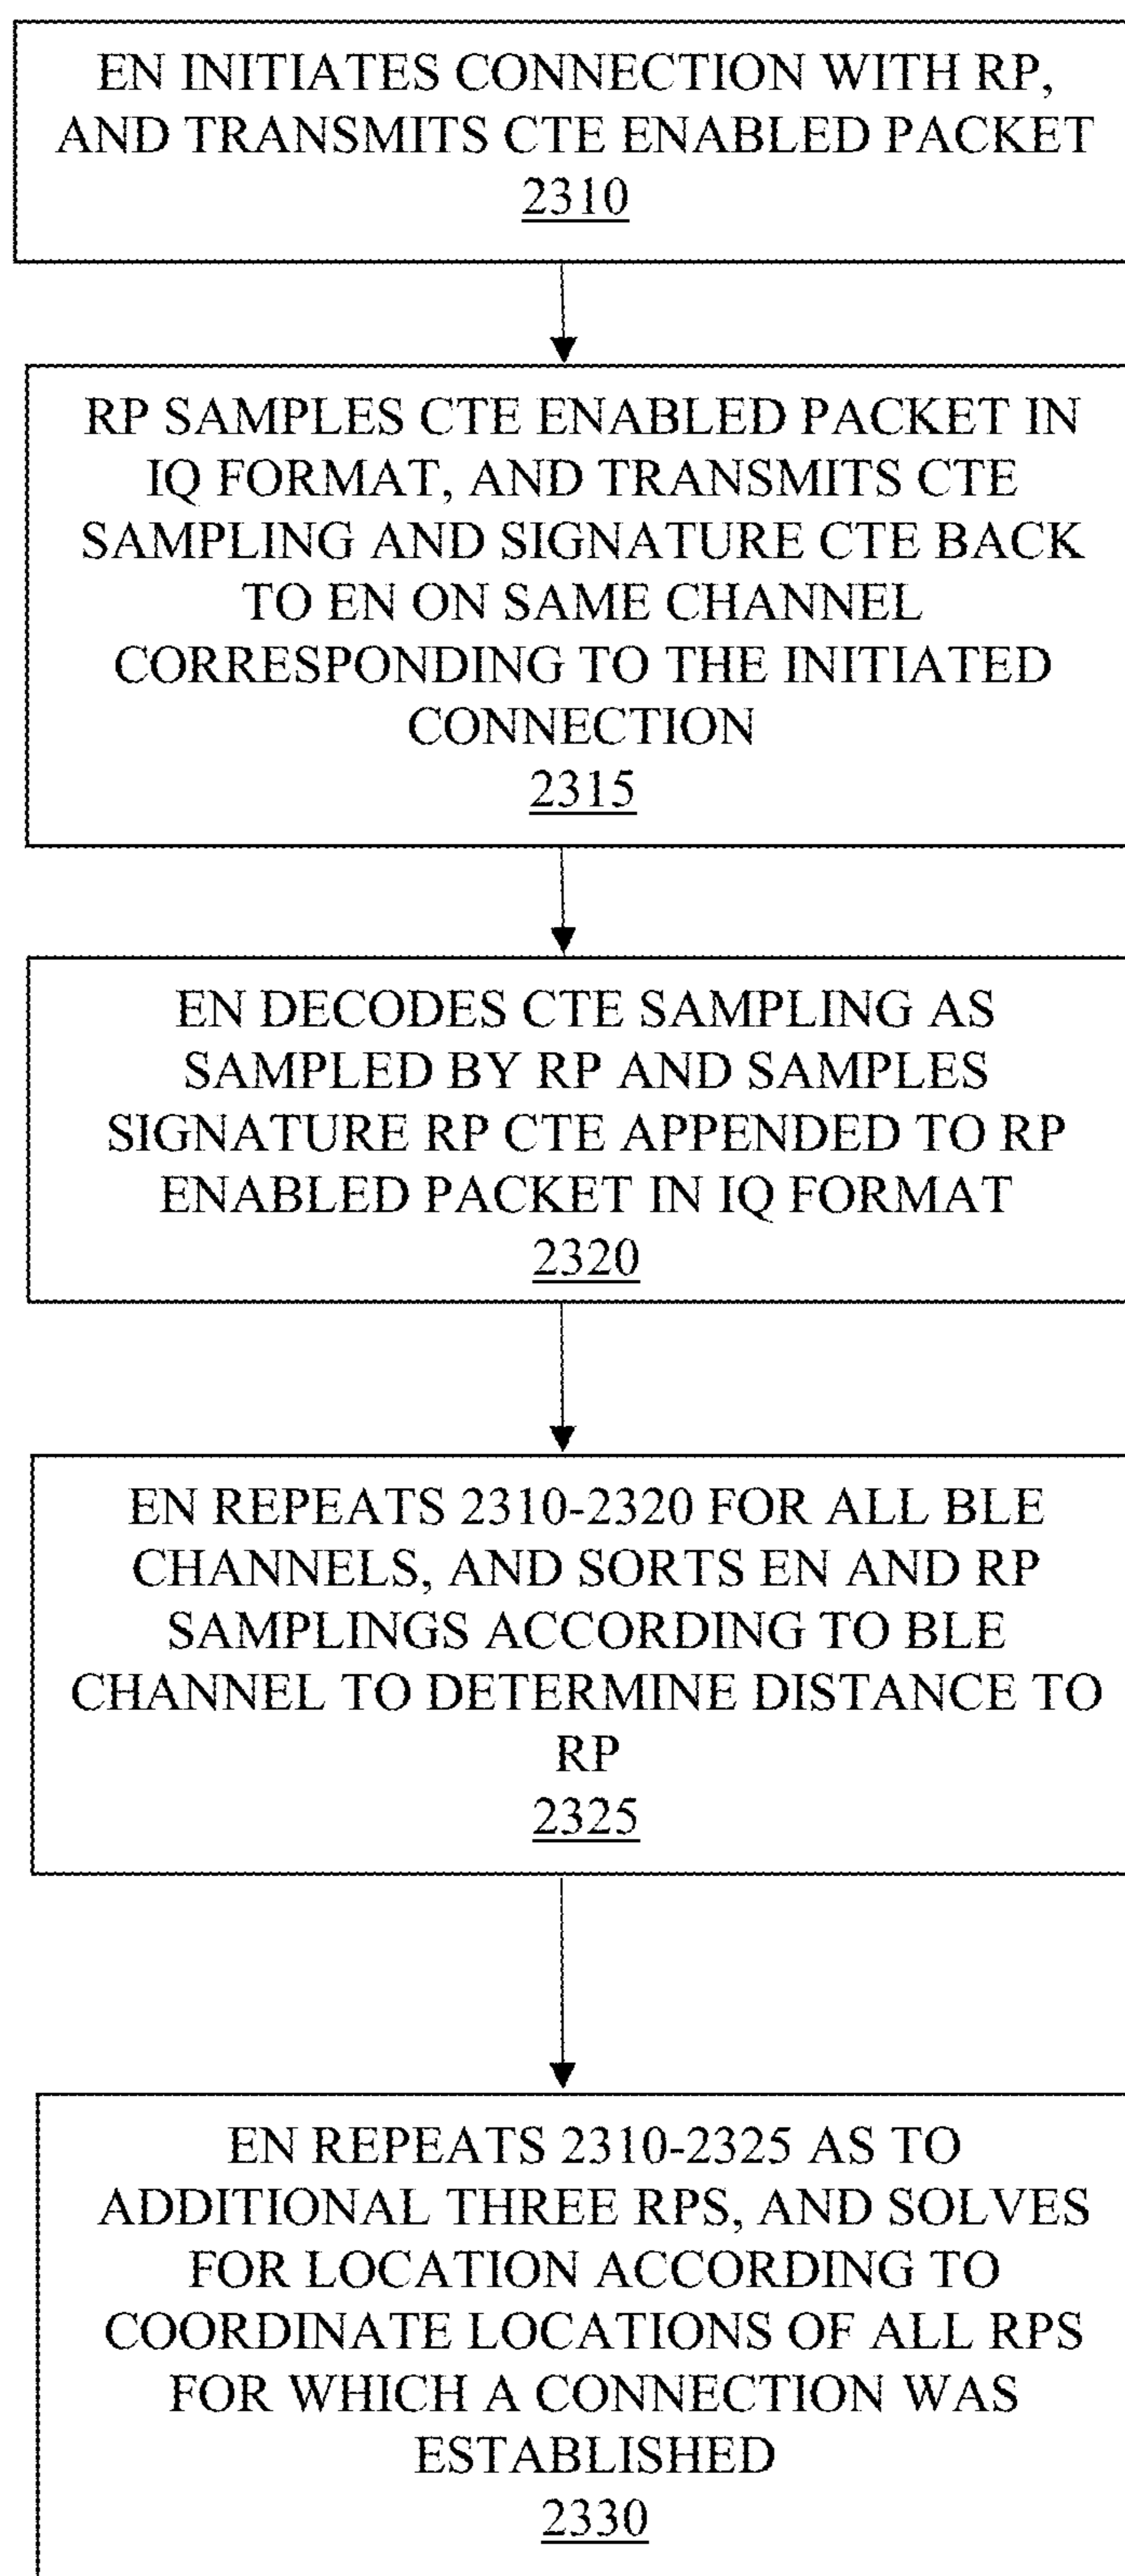 EN INITIATES CONNECTION WITH RP,
AND TRANSMITS CTE ENABLED PACKET
2310
RP SAMPLES CTE ENABLED PACKET IN
IQ FORMAT, AND TRANSMITS CTE
SAMPLING AND SIGNATURE CTE BACK
TO EN ON SAME CHANNEL
CORRESPONDING TO THE INITIATED
CONNECTION
2315
EN DECODES CTE SAMPLING AS
SAMPLED BY RP AND SAMPLES
SIGNATURE RP CTE APPENDED TO RP
ENABLED PACKET IN IQ FORMAT
2320
EN REPEATS 2310-2320 FOR ALL BLE
CHANNELS, AND SORTS EN AND RP
SAMPLINGS ACCORDING TO BLE
CHANNEL TO DETERMINE DISTANCE TO
RP
2325
EN REPEATS 2310-2325 AS TO
ADDITIONAL THREE RPS, AND SOLVES
FOR LOCATION ACCORDING TO
COORDINATE LOCATIONS OF ALL RPS
FOR WHICH A CONNECTION WAS
ESTABLISHED
2330